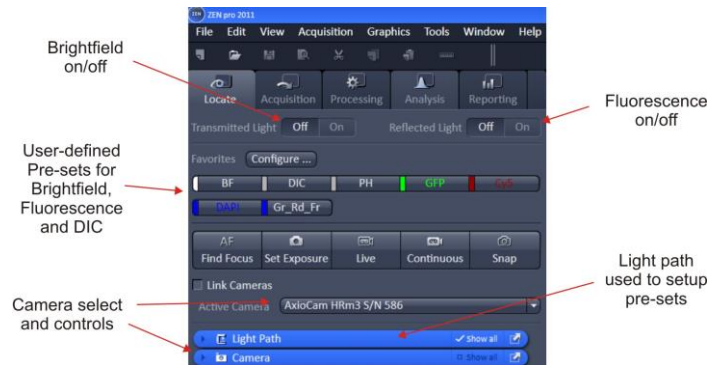 ZEN ZEN pro 2011
File Edit View Acquisition Graphics Tools Window Help
Brightfield
on/off
Locate Acquisition Processing Analysis Reporting
Transmitted Light Off On Reflected Light Off On
Fluorescence
on/off
User-defined
Pre-sets for
Brightfield,
Fluorescence
and DIC
Favorites Configure ...
BF DIC PH GFP Cy5
DAPI Gr_Rd_Fr
AF
Find Focus Set Exposure Live Continuous Snap
Link Cameras
Active Camera AxioCam HRm3 S/N 586
Camera select
and controls
Light path
used to setup
pre-sets
Light Path Show all
Camera Show all